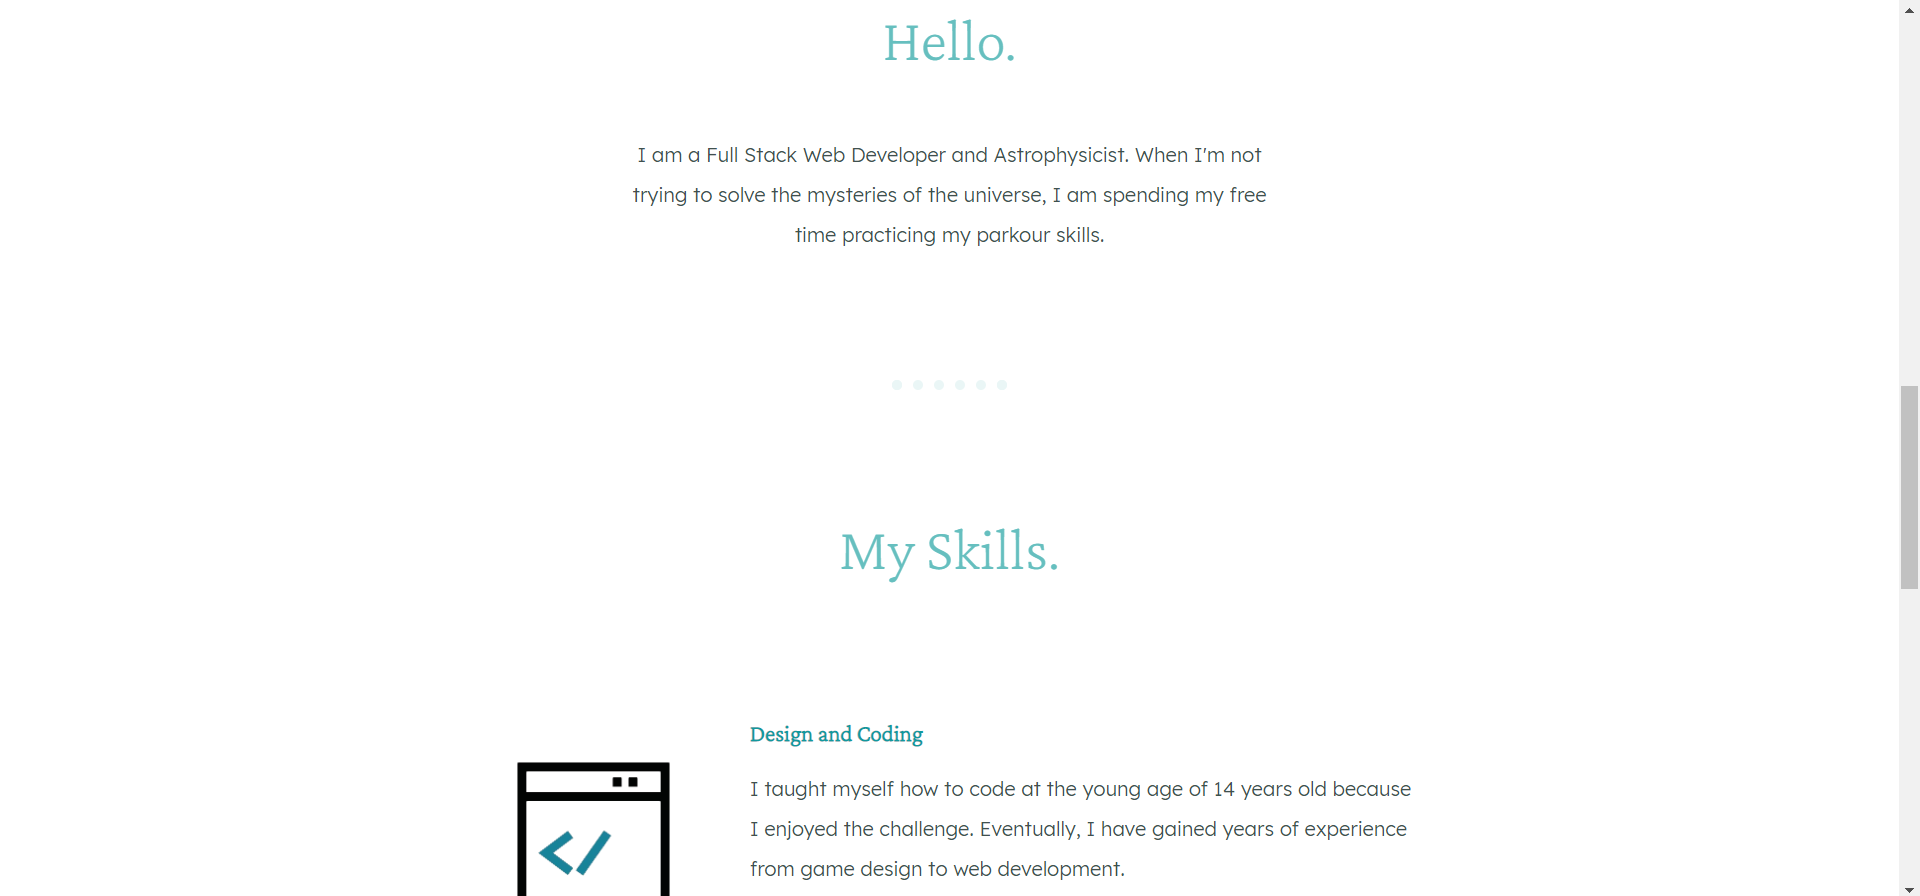 Hello.
I am a Full Stack Web Developer and Astrophysicist. When I'm not
trying to solve the mysteries of the universe, I am spending my free
time practicing my parkour skills.
My Skills.
Design and Coding
I taught myself how to code at the young age of 14 years old because
I enjoyed the challenge. Eventually, I have gained years of experience
from game design to web development.